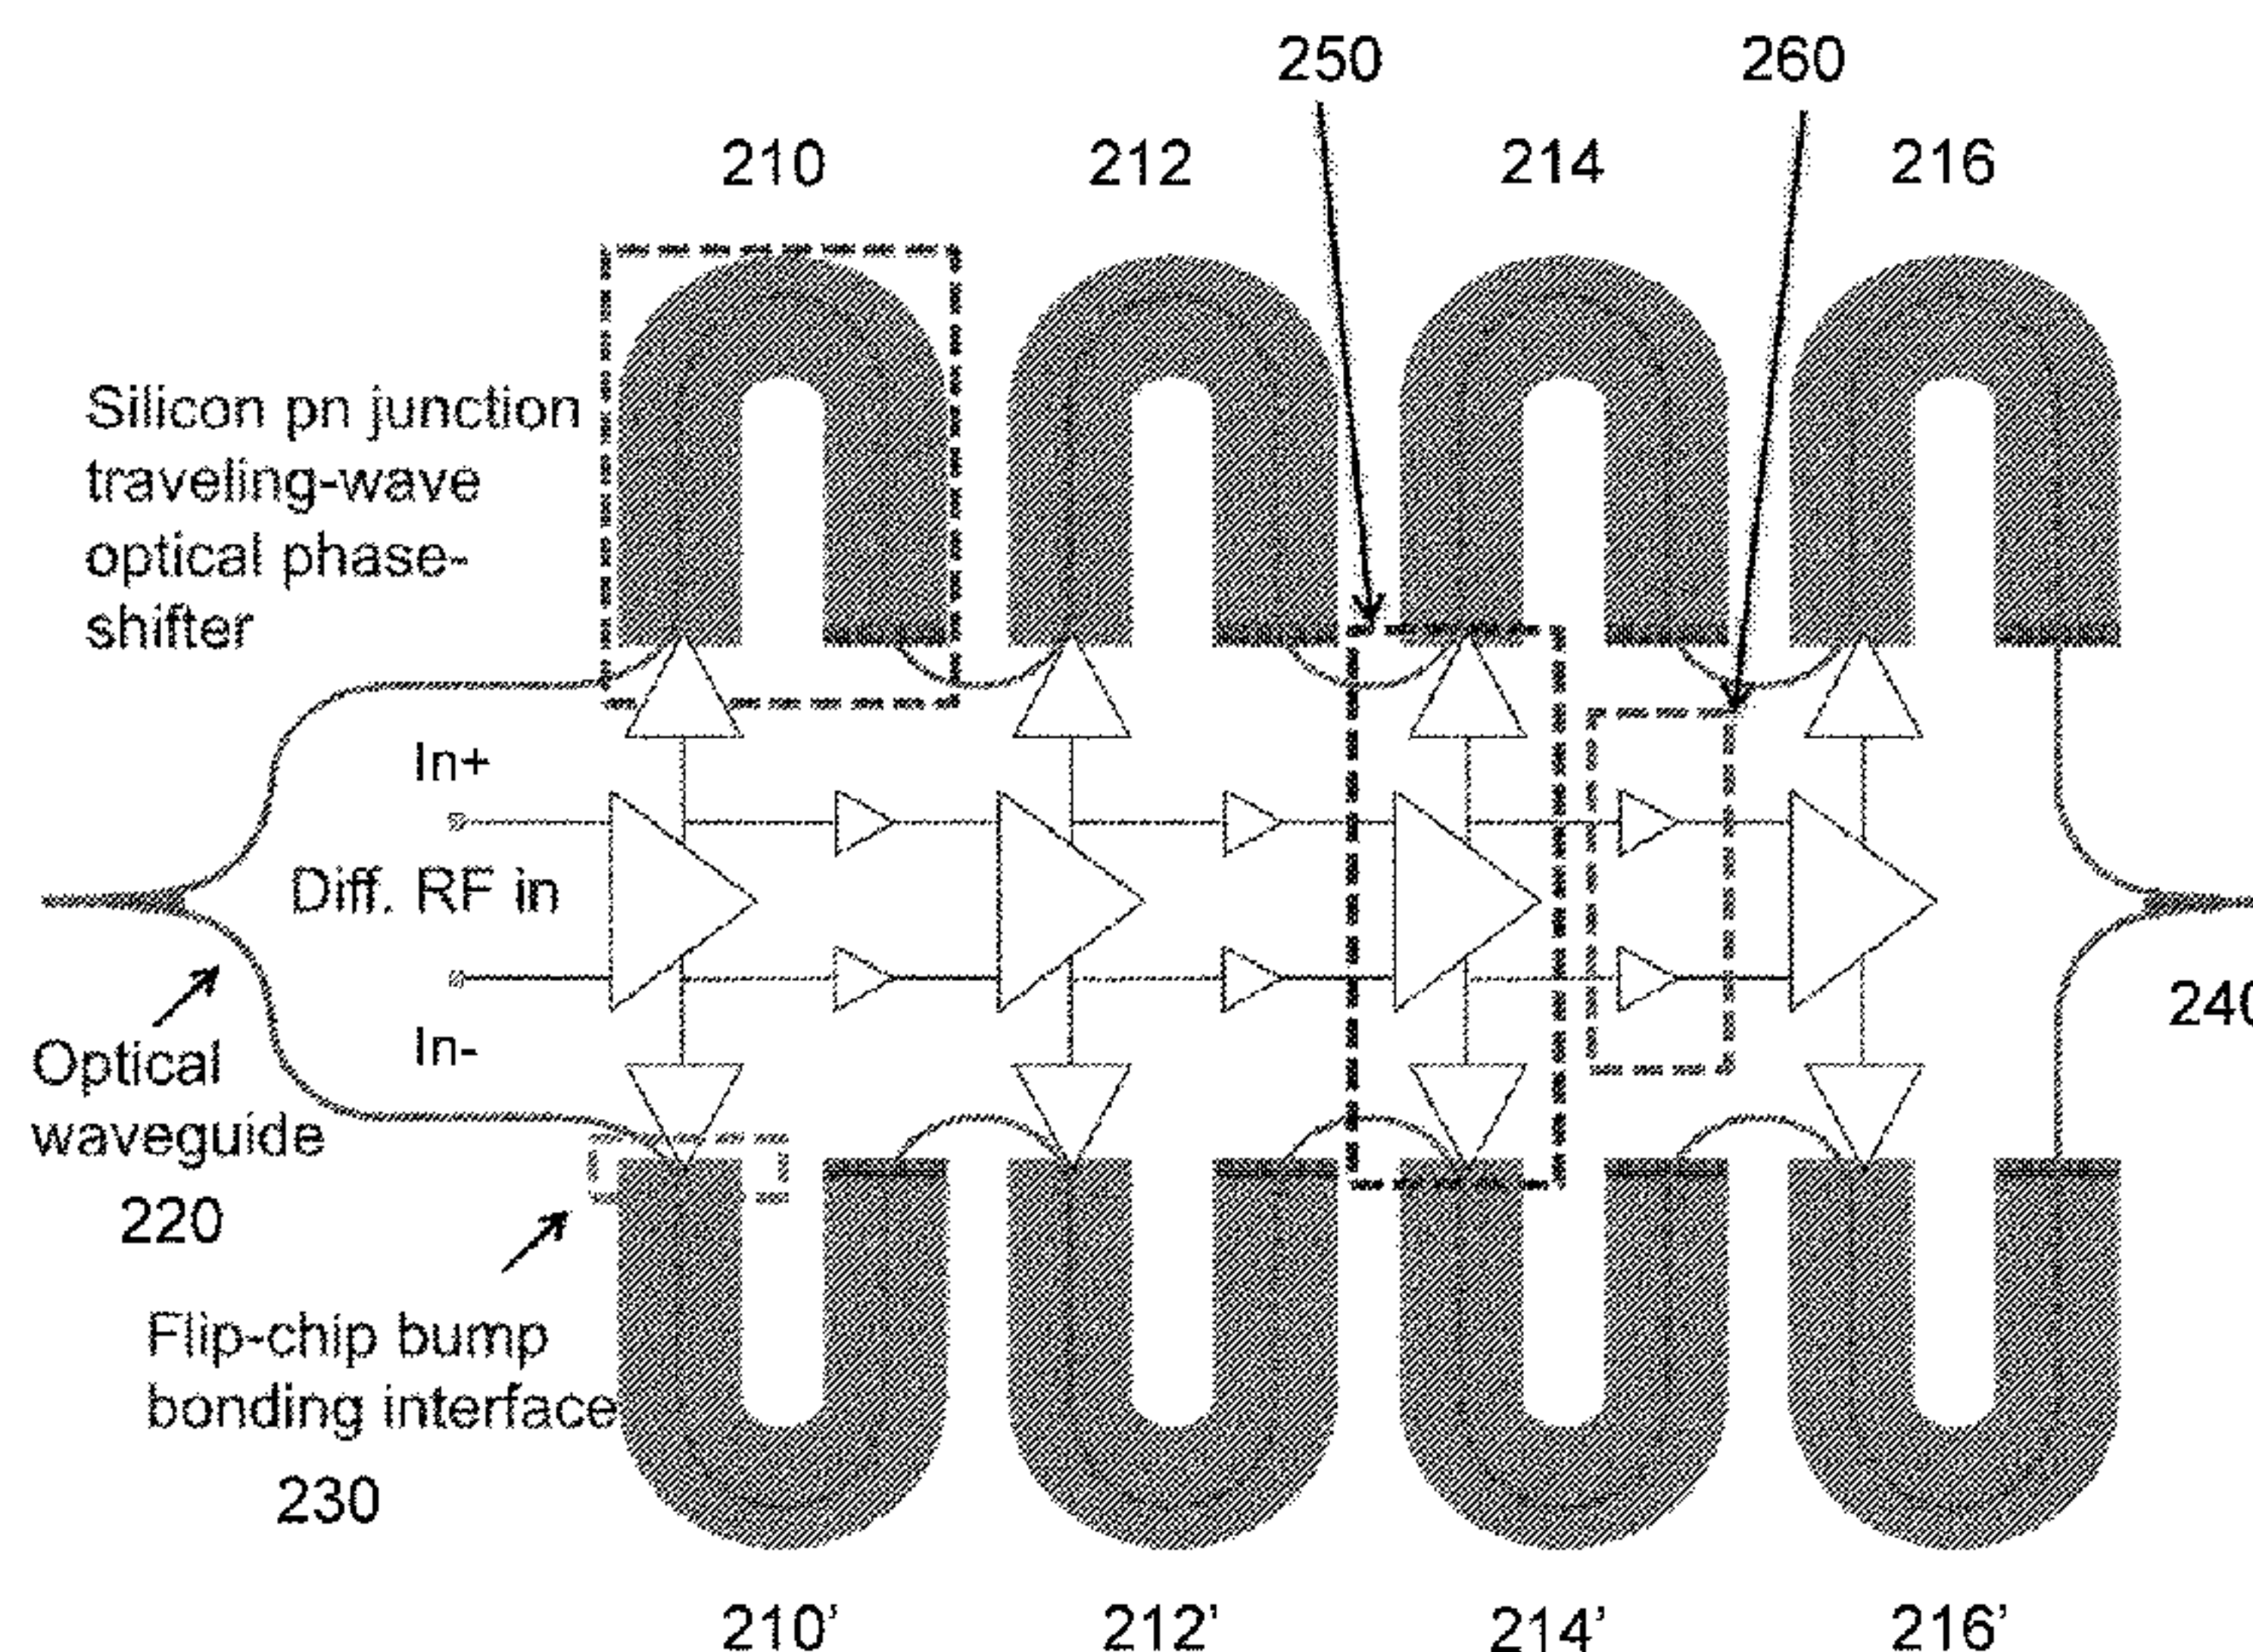 250
260
210
212
214
216
Silicon pn junction
traveling-wave
optical phase-
shifter
In+
Diff. RF in
In-
240
Optical
waveguide
220
Flip-chip bump
bonding interface
230
210'
212'
214'
216'